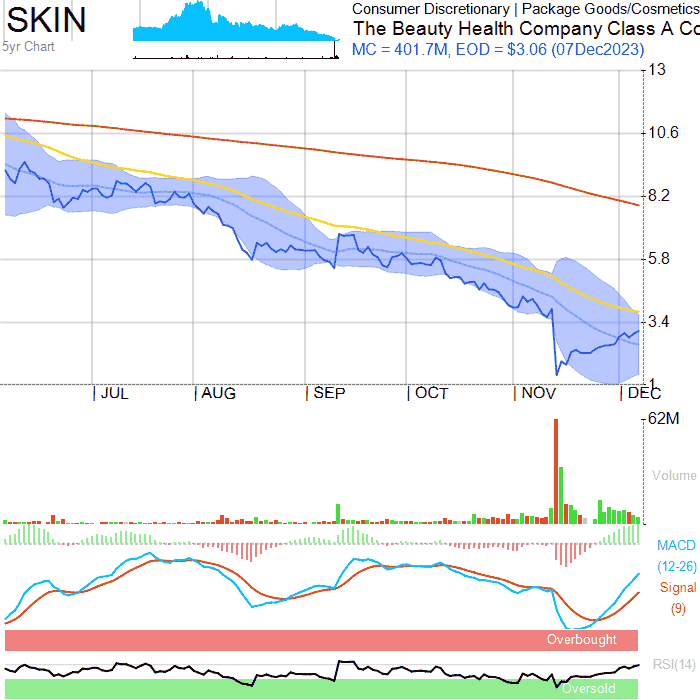 SKIN
5yr Chart
Consumer Discretionary | Package Goods/Cosmetics
The Beauty Health Company Class A Co
MC = 401.7M, EOD = $3.06 (07Dec2023)
13
10.6
8.2
5.8
3.4
1
JUL
AUG
SEP
OCT
NOV
DEC
62M
Volume
MACD
(12-26)
Signal
(9)
Overbought
RSI(14)
Oversold